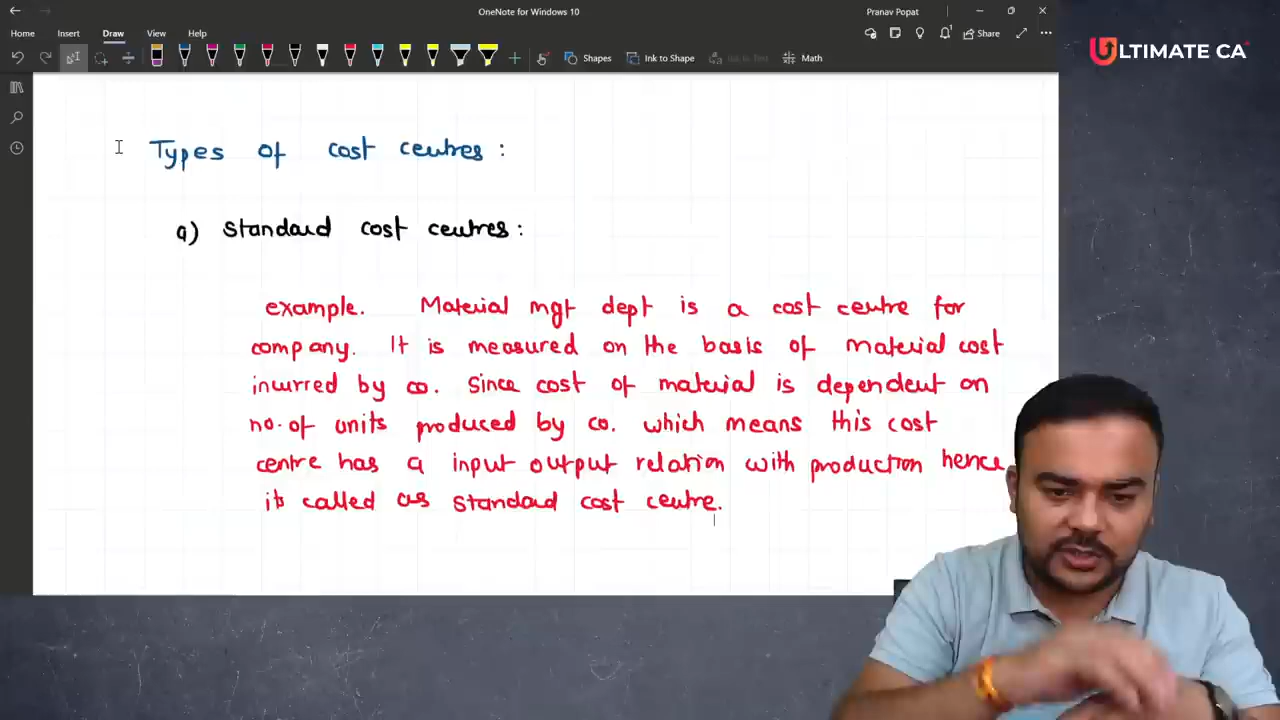 OneNote for Windows 10
Pranav Popat
Home Insert Draw View Help
Share
Shapes Ink to Shape Ink to Text Math
ULTIMATE CA
Types of cost centres :
a) Standard cost centres :
example. Material mgt dept is a cost centre for
company. It is measured on the basis of material cost
incurred by co. Since cost of material is dependent on
no. of units produced by co. which means this cost
centre has a input output relation with production hence
it called as standard cost centre.